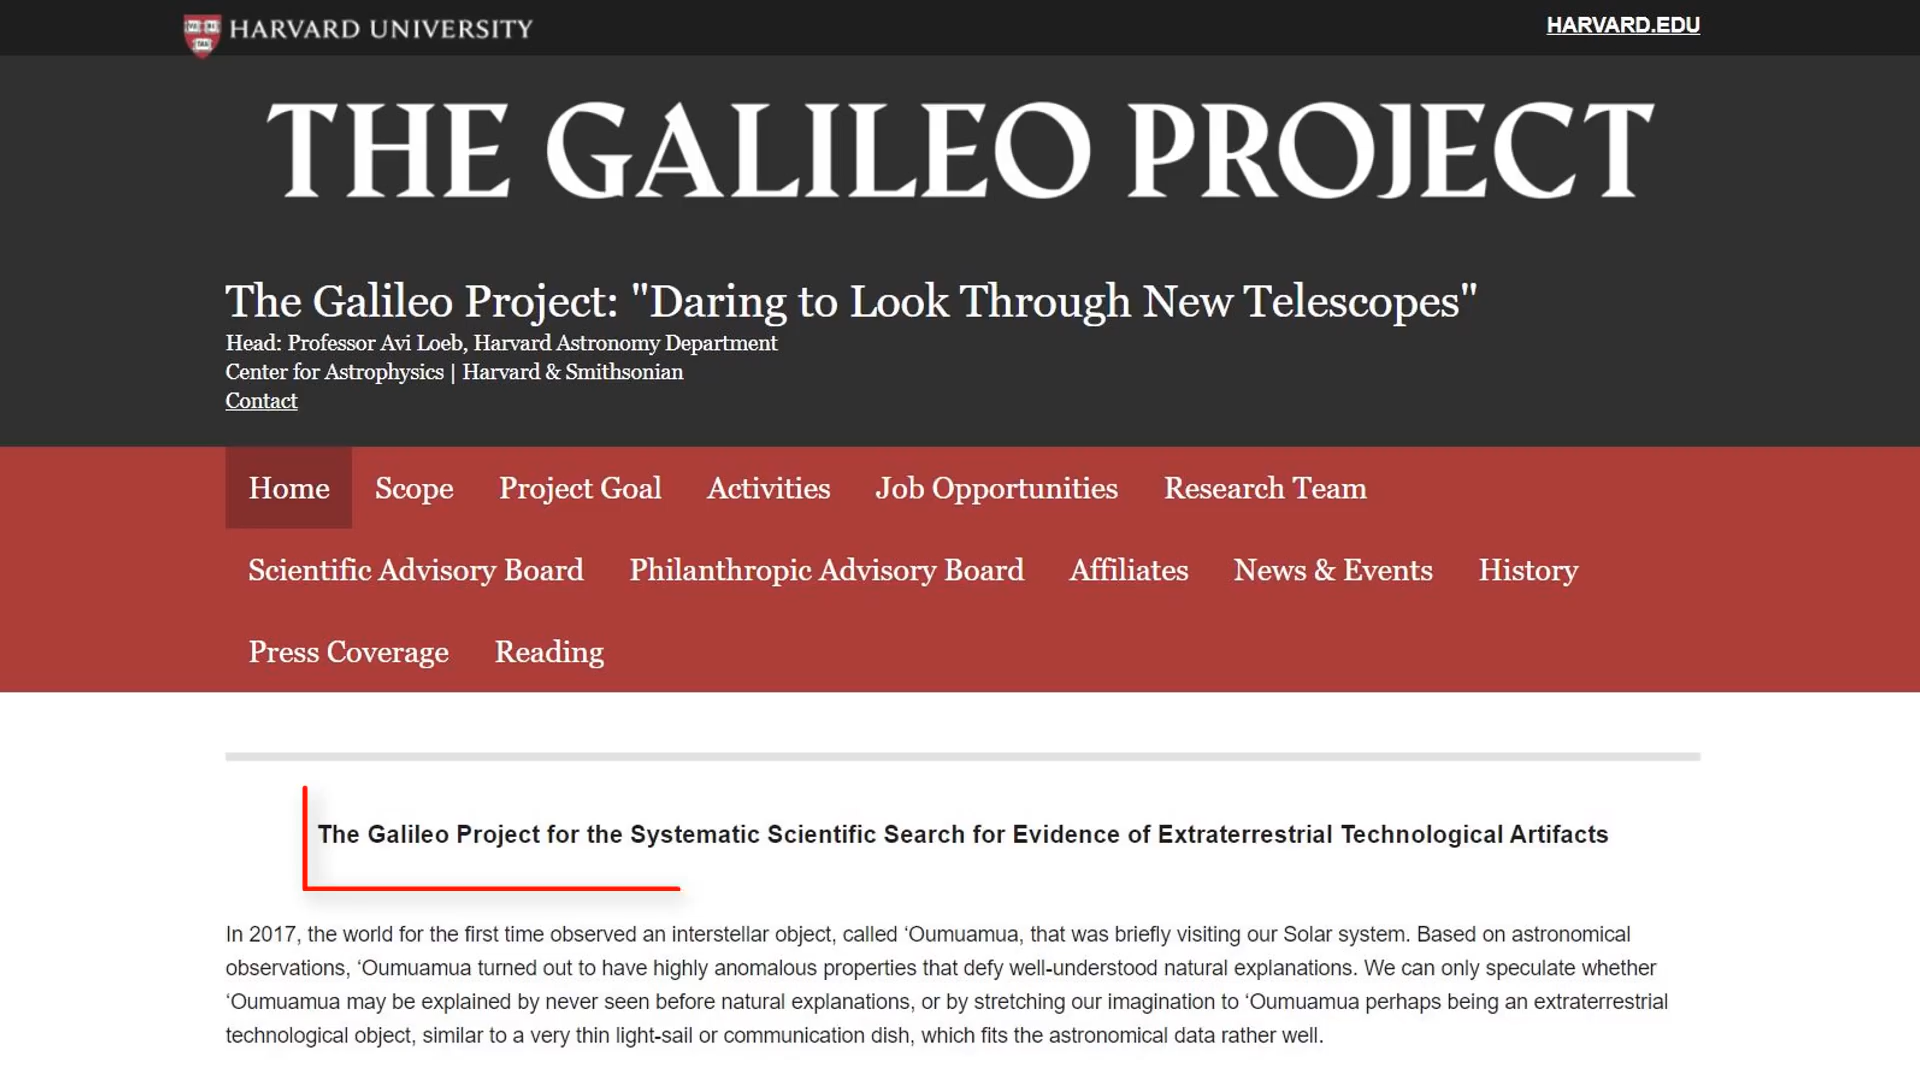 HARVARD UNIVERSITY
HARVARD.EDU
THE GALILEO PROJECT
The Galileo Project: "Daring to Look Through New Telescopes"
Head: Professor Avi Loeb, Harvard Astronomy Department
Center for Astrophysics | Harvard & Smithsonian
Contact
Home Scope Project Goal Activities Job Opportunities Research Team
Scientific Advisory Board Philanthropic Advisory Board Affiliates News & Events History
Press Coverage Reading
The Galileo Project for the Systematic Scientific Search for Evidence of Extraterrestrial Technological Artifacts
In 2017, the world for the first time observed an interstellar object, called ‘Oumuamua, that was briefly visiting our Solar system. Based on astronomical
observations, ‘Oumuamua turned out to have highly anomalous properties that defy well-understood natural explanations. We can only speculate whether
‘Oumuamua may be explained by never seen before natural explanations, or by stretching our imagination to ‘Oumuamua perhaps being an extraterrestrial
technological object, similar to a very thin light-sail or communication dish, which fits the astronomical data rather well.